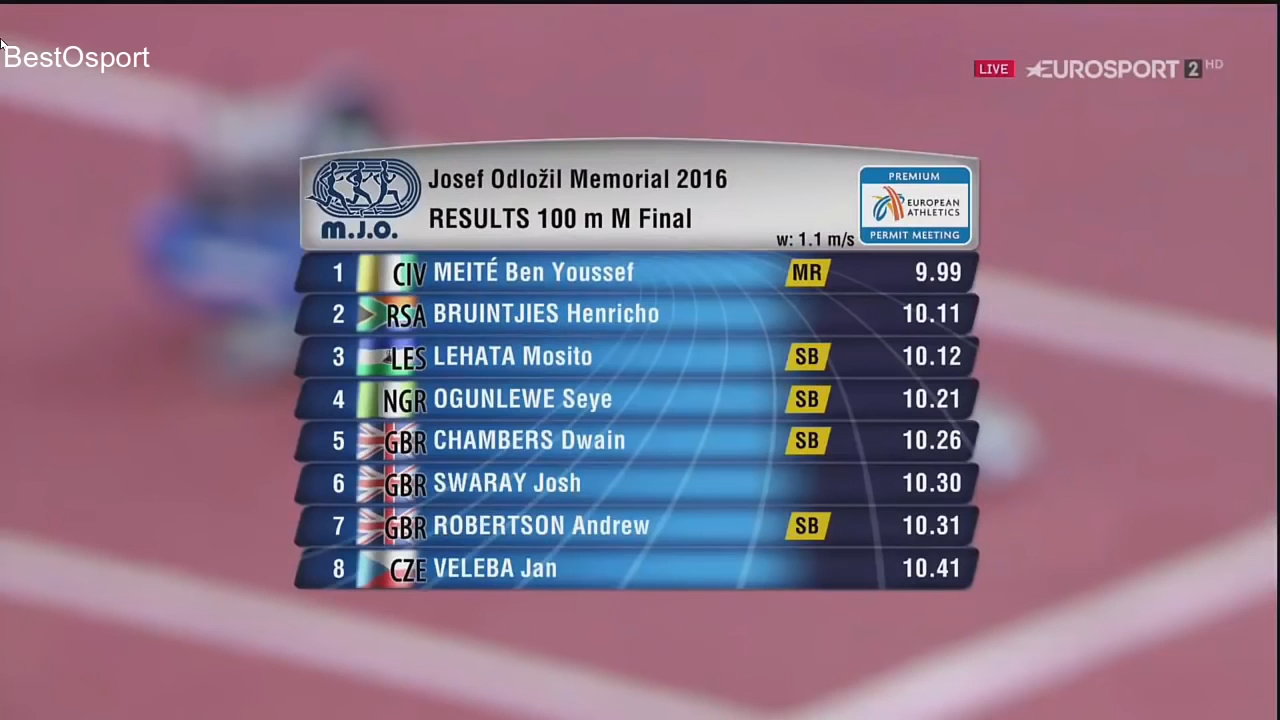 BestOsport
LIVE EUROSPORT 2 HD
Josef Odložil Memorial 2016
RESULTS 100 m M Final
w: 1.1 m/s
M.J.O.
PREMIUM
EUROPEAN
ATHLETICS
PERMIT MEETING
1 CIV MEITÉ Ben Youssef MR 9.99
2 RSA BRUINTJIES Henricho 10.11
3 LES LEHATA Mosito SB 10.12
4 NGR OGUNLEWE Seye SB 10.21
5 GBR CHAMBERS Dwain SB 10.26
6 GBR SWARAY Josh 10.30
7 GBR ROBERTSON Andrew SB 10.31
8 CZE VELEBA Jan 10.41